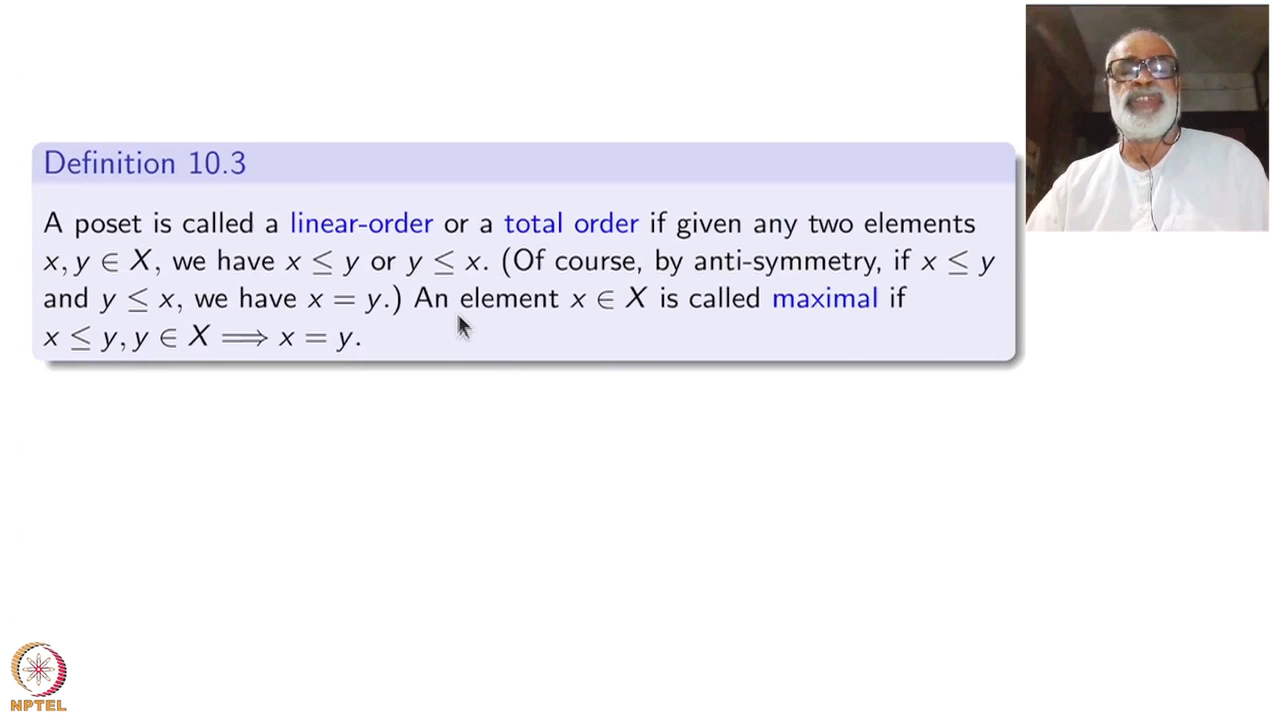 Definition 10.3
A poset is called a linear-order or a total order if given any two elements
x, y ∈ X, we have x ≤ y or y ≤ x. (Of course, by anti-symmetry, if x ≤ y
and y ≤ x, we have x = y.) An element x ∈ X is called maximal if
x ≤ y, y ∈ X ⟹ x = y.
NPTEL